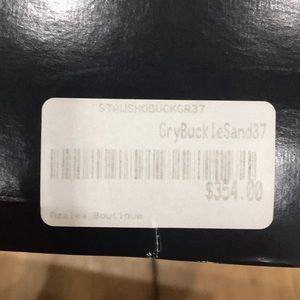 STAWSHOBUCKGR37
GryBuckleSand37
$354.00
Azalea Boutique